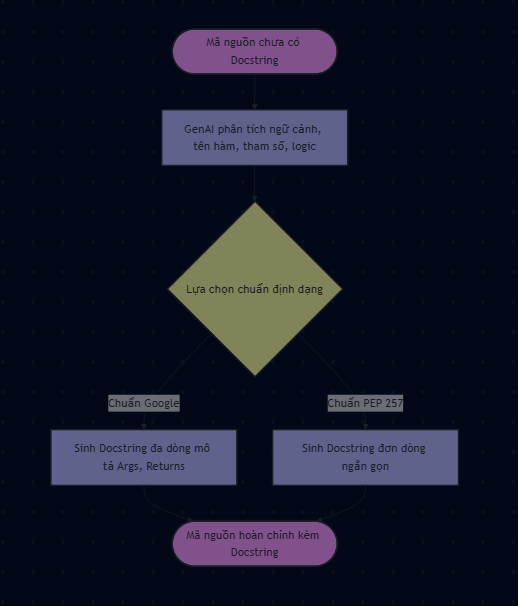 Mã nguồn chưa có
Docstring
GenAI phân tích ngữ cảnh,
tên hàm, tham số, logic
Lựa chọn chuẩn định dạng
Chuẩn Google
Chuẩn PEP 257
Sinh Docstring đa dòng mô
tả Args, Returns
Sinh Docstring đơn dòng
ngắn gọn
Mã nguồn hoàn chỉnh kèm
Docstring